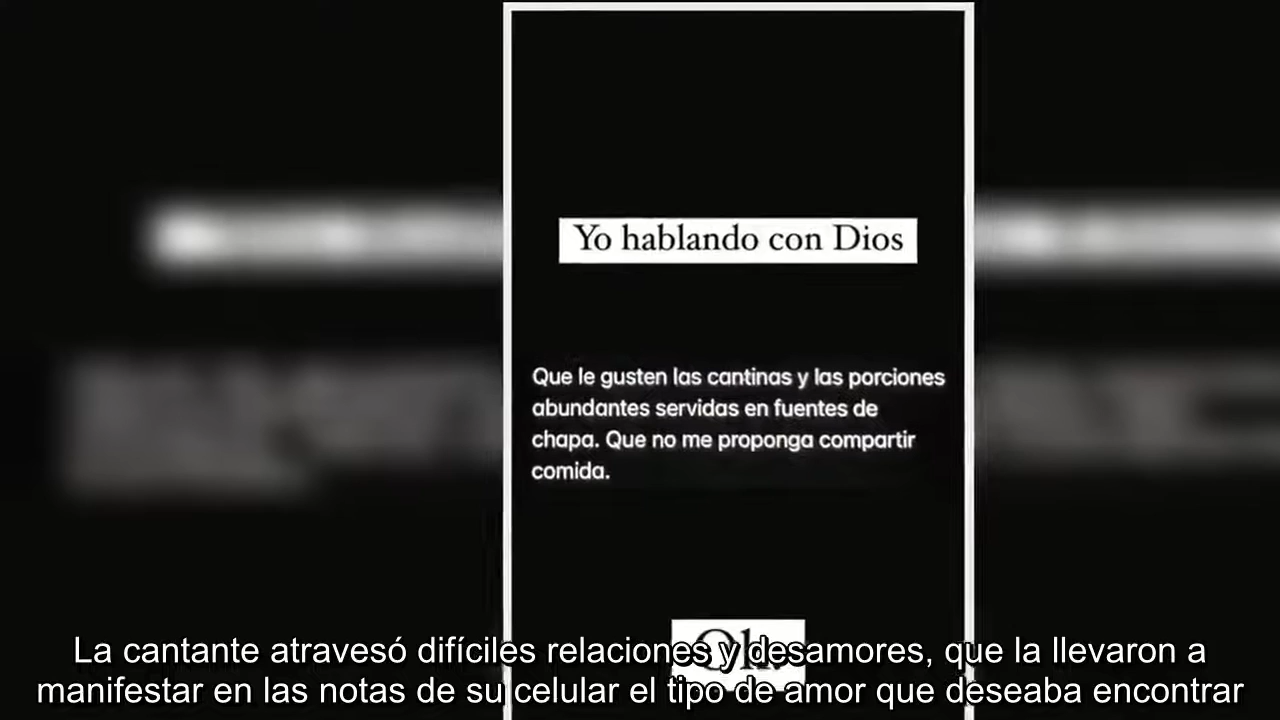 Yo hablando con Dios
Que le gusten las cantinas y las porciones
abundantes servidas en fuentes de
chapa. Que no me proponga compartir
comida.
La cantante atravesó difíciles relaciones y desamores, que la llevaron a
manifestar en las notas de su celular el tipo de amor que deseaba encontrar